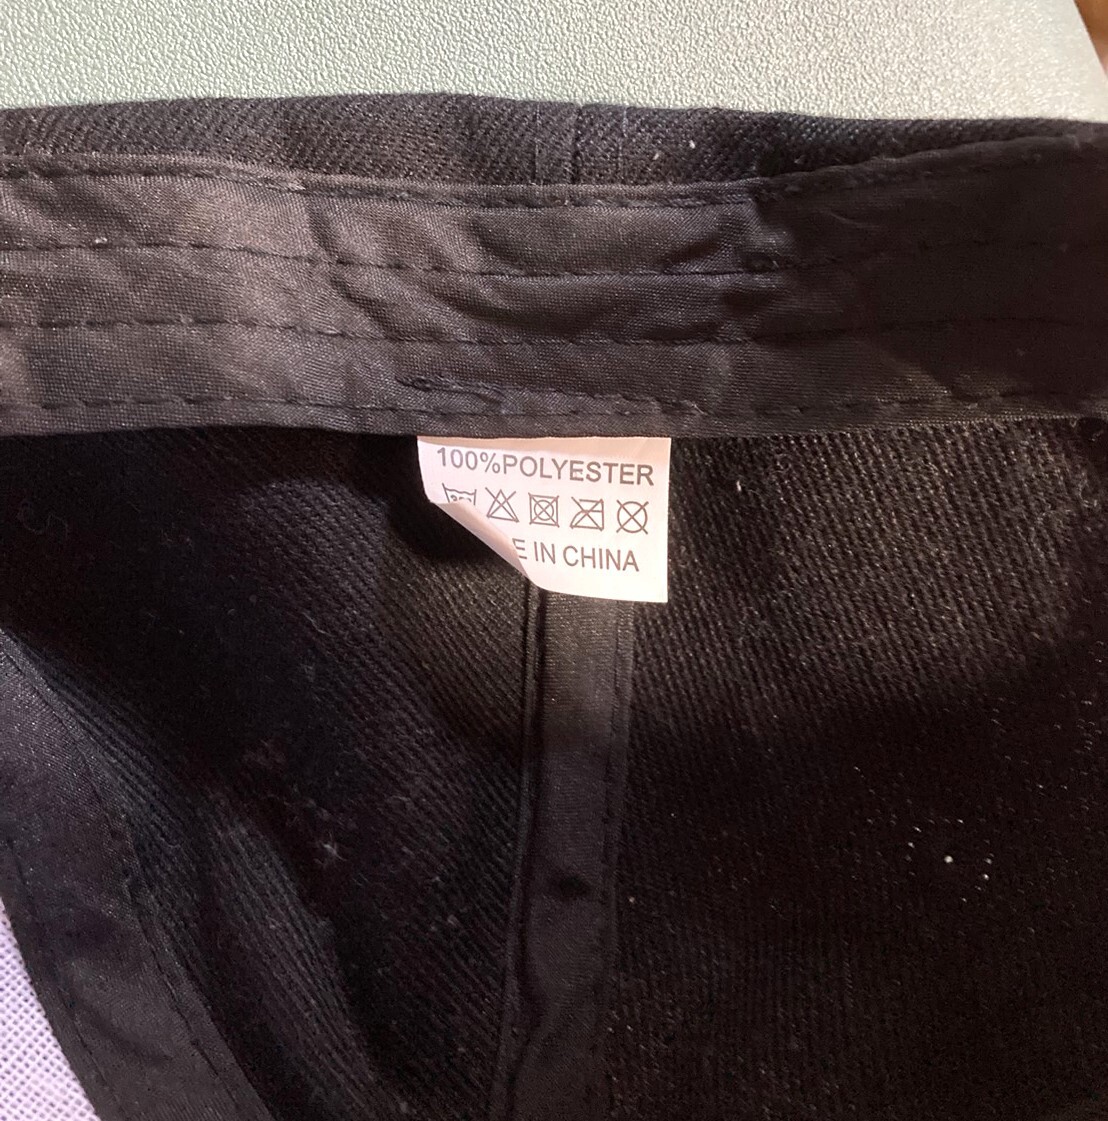 100%POLYESTER
E IN CHINA